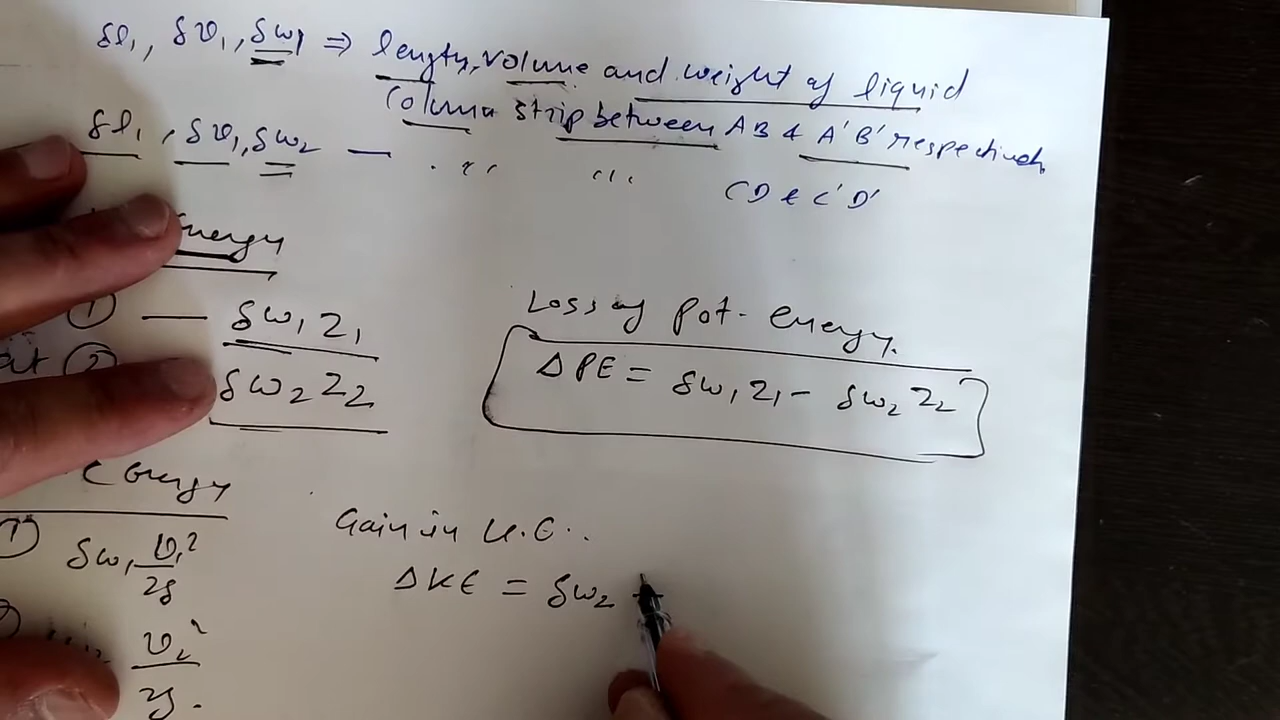 δl₁, δv₁, δw₁ ⇒ length, volume and weight of liquid
Column strip between AB & A'B' respectively
δl₁, δv₁, δw₂ — . ,, ,,, CD & C'D'
Energy
① — δw₁z₁
at ② δw₂z₂
Loss of Pot. energy.
ΔPE = δw₁z₁ - δw₂z₂
Energy
① δw₁ v₁²/2g
v₂²/2g.
Gain in K.E..
ΔKE = δw₂